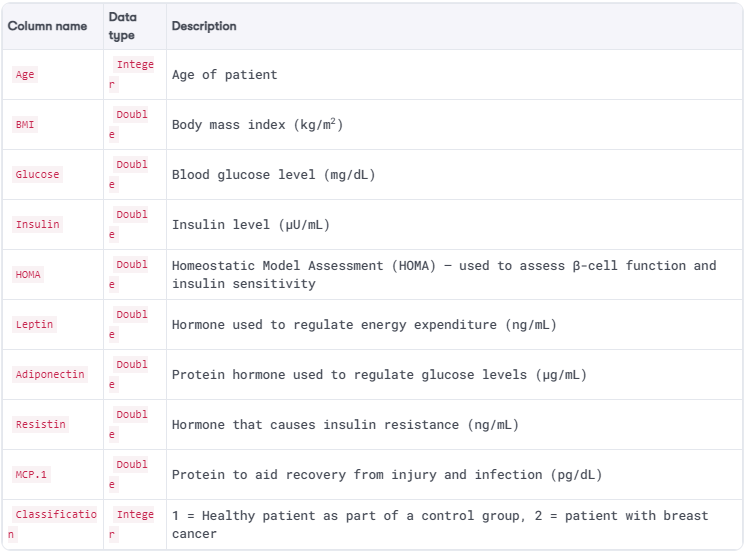 Column name Data type Description
Age Integer Age of patient
BMI Double Body mass index (kg/m²)
Glucose Double Blood glucose level (mg/dL)
Insulin Double Insulin level (µU/mL)
HOMA Double Homeostatic Model Assessment (HOMA) – used to assess β-cell function and
insulin sensitivity
Leptin Double Hormone used to regulate energy expenditure (ng/mL)
Adiponectin Double Protein hormone used to regulate glucose levels (µg/mL)
Resistin Double Hormone that causes insulin resistance (ng/mL)
MCP.1 Double Protein to aid recovery from injury and infection (pg/dL)
Classification Integer 1 = Healthy patient as part of a control group, 2 = patient with breast
cancer